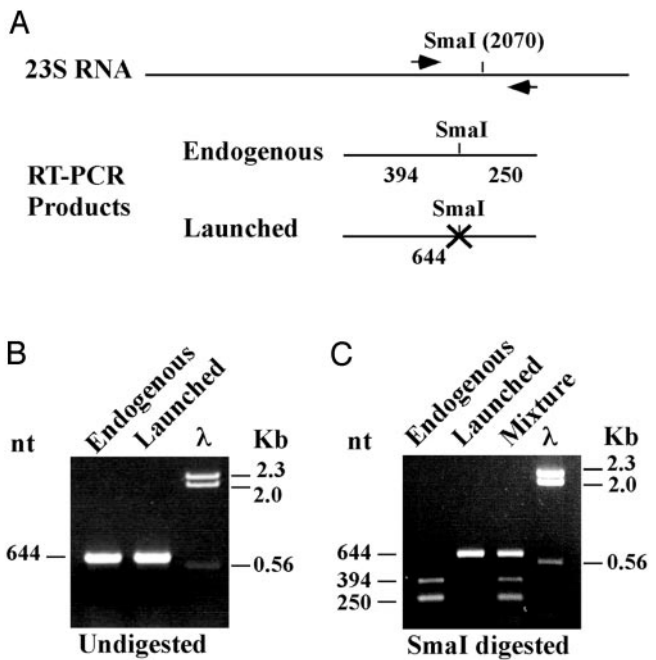 A
SmaI (2070)
23S RNA
SmaI
Endogenous
394 250
RT-PCR
Products
SmaI
Launched
644
B
Endogenous
Launched
λ
nt
Kb
2.3
2.0
644
0.56
Undigested
C
Endogenous
Launched
Mixture
λ
nt
Kb
2.3
2.0
644
0.56
394
250
SmaI digested